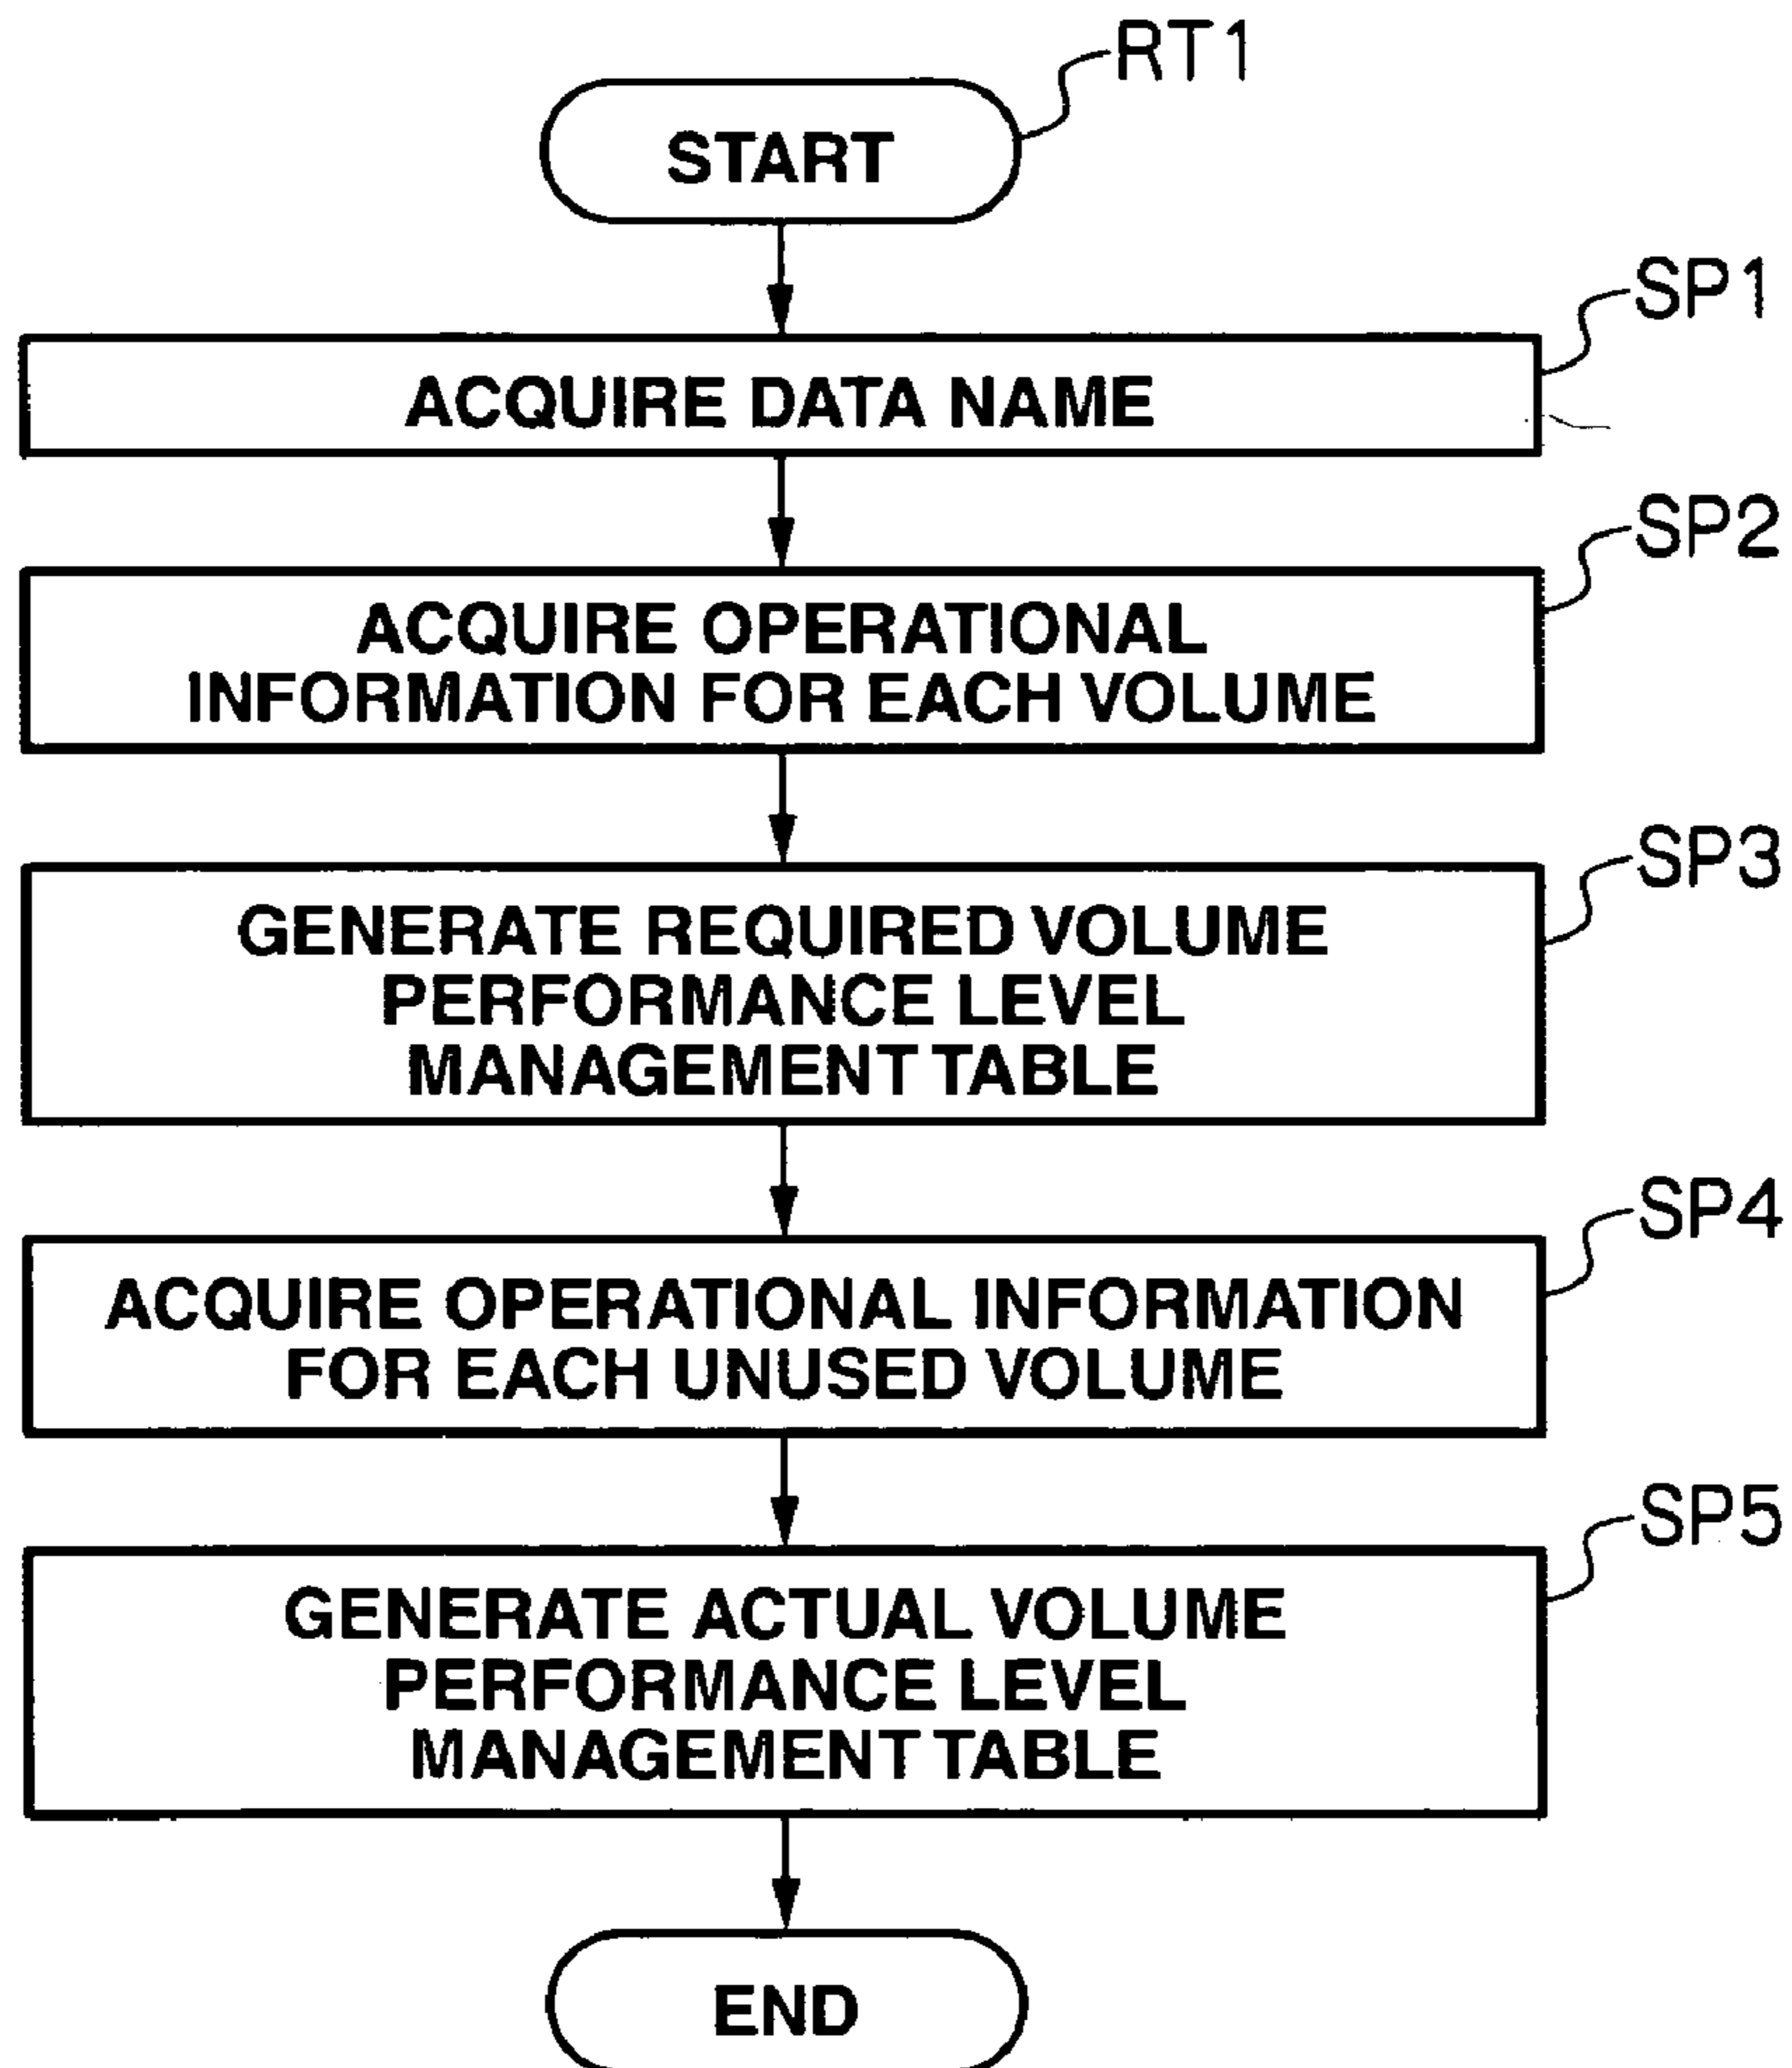 RT1
START
SP1
ACQUIRE DATA NAME
SP2
ACQUIRE OPERATIONAL
INFORMATION FOR EACH VOLUME
SP3
GENERATE REQUIRED VOLUME
PERFORMANCE LEVEL
MANAGEMENT TABLE
SP4
ACQUIRE OPERATIONAL INFORMATION
FOR EACH UNUSED VOLUME
SP5
GENERATE ACTUAL VOLUME
PERFORMANCE LEVEL
MANAGEMENT TABLE
END